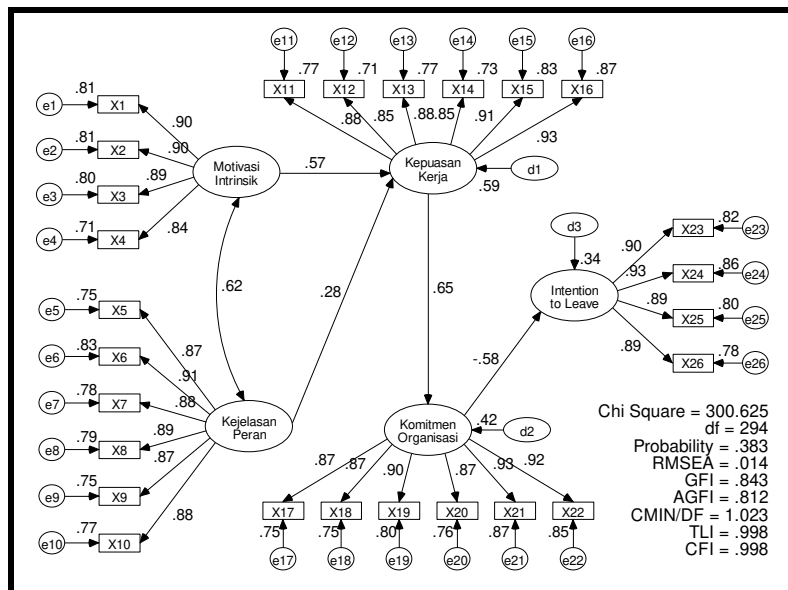 e11 e12 e13 e14 e15 e16
.77 .71 .77 .73 .83 .87
X11 X12 X13 X14 X15 X16
.88 .85 .88 .85 .91 .93
e1 .81 X1 .90
e2 .81 X2 .90
e3 .80 X3 .89
e4 .71 X4 .84
Motivasi
Intrinsik
.57
Kepuasan
Kerja
.59
d1
.62
.28
.65
d3
.34
Intention
to Leave
-.58
.90 X23 .82 e23
.93 X24 .86 e24
.89 X25 .80 e25
.89 X26 .78 e26
e5 .75 X5 .87
e6 .83 X6 .91
e7 .78 X7 .88
e8 .79 X8 .89
e9 .75 X9 .87
e10 .77 X10 .88
Kejelasan
Peran
Komitmen
Organisasi
.42
d2
.87 .87 .90 .87 .93 .92
X17 X18 X19 X20 X21 X22
.75 .75 .80 .76 .87 .85
e17 e18 e19 e20 e21 e22
Chi Square = 300.625
df = 294
Probability = .383
RMSEA = .014
GFI = .843
AGFI = .812
CMIN/DF = 1.023
TLI = .998
CFI = .998